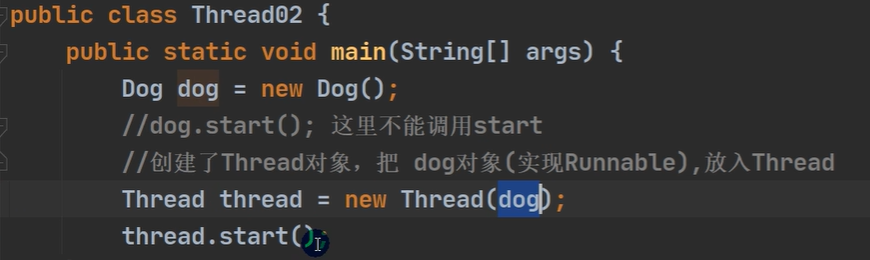 public class Thread02 {
public static void main(String[] args) {
Dog dog = new Dog();
//dog.start(); 这里不能调用start
//创建了Thread对象，把 dog对象(实现Runnable),放入Thread
Thread thread = new Thread(dog);
thread.start();